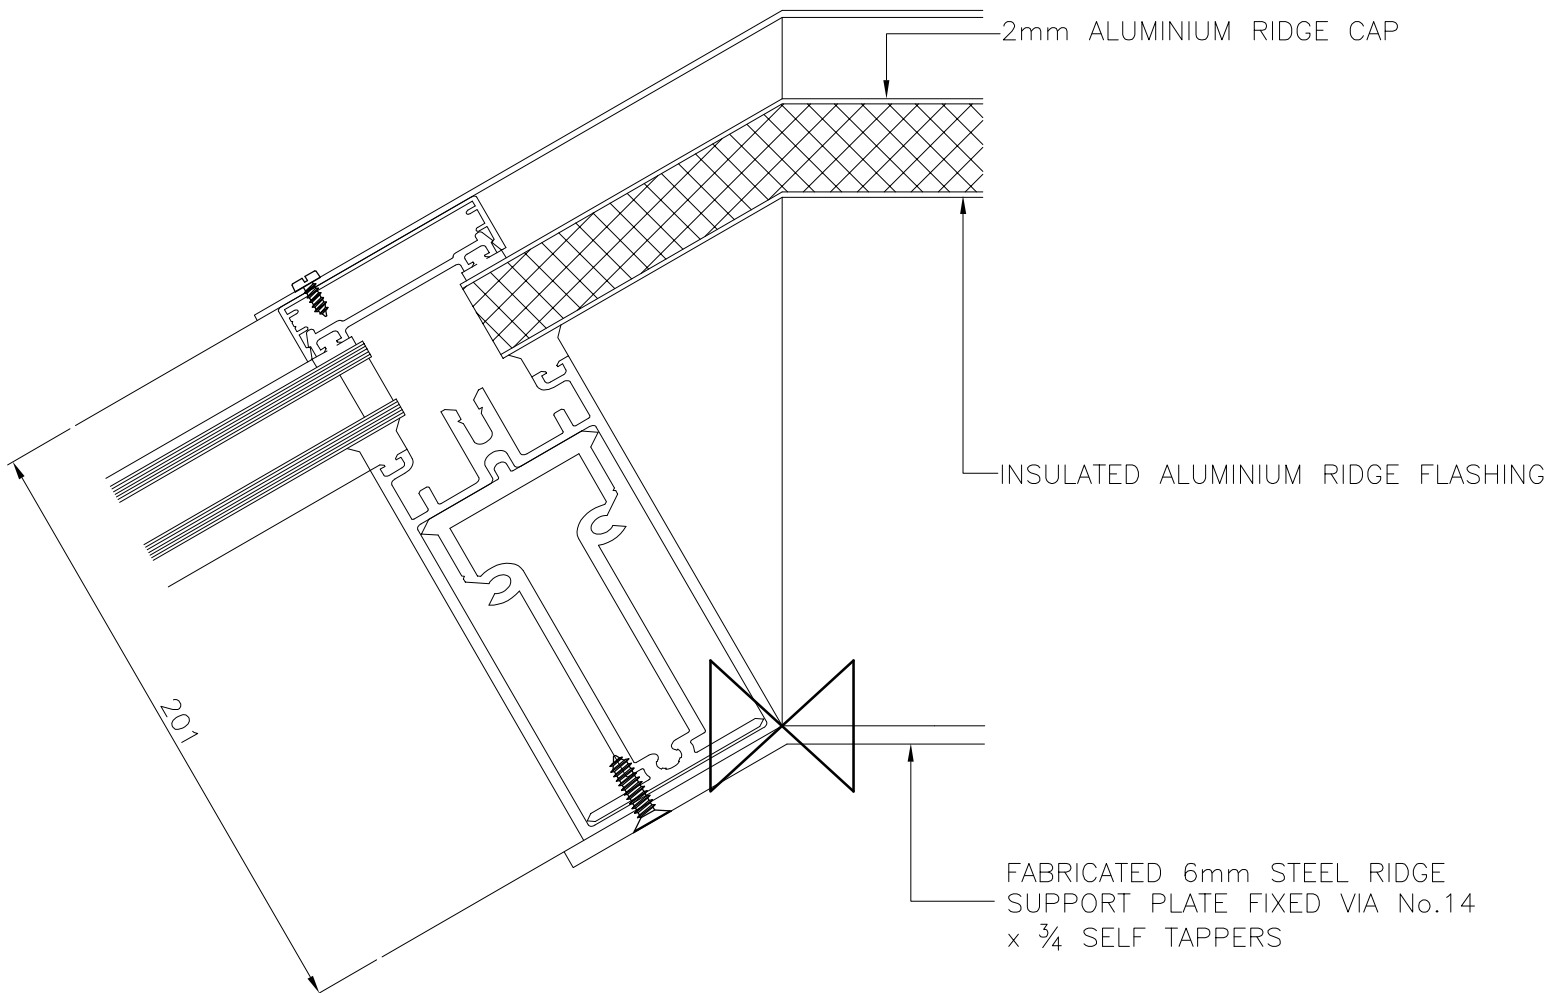 2mm ALUMINIUM RIDGE CAP
INSULATED ALUMINIUM RIDGE FLASHING
201
FABRICATED 6mm STEEL RIDGE
SUPPORT PLATE FIXED VIA No.14
x ¾ SELF TAPPERS